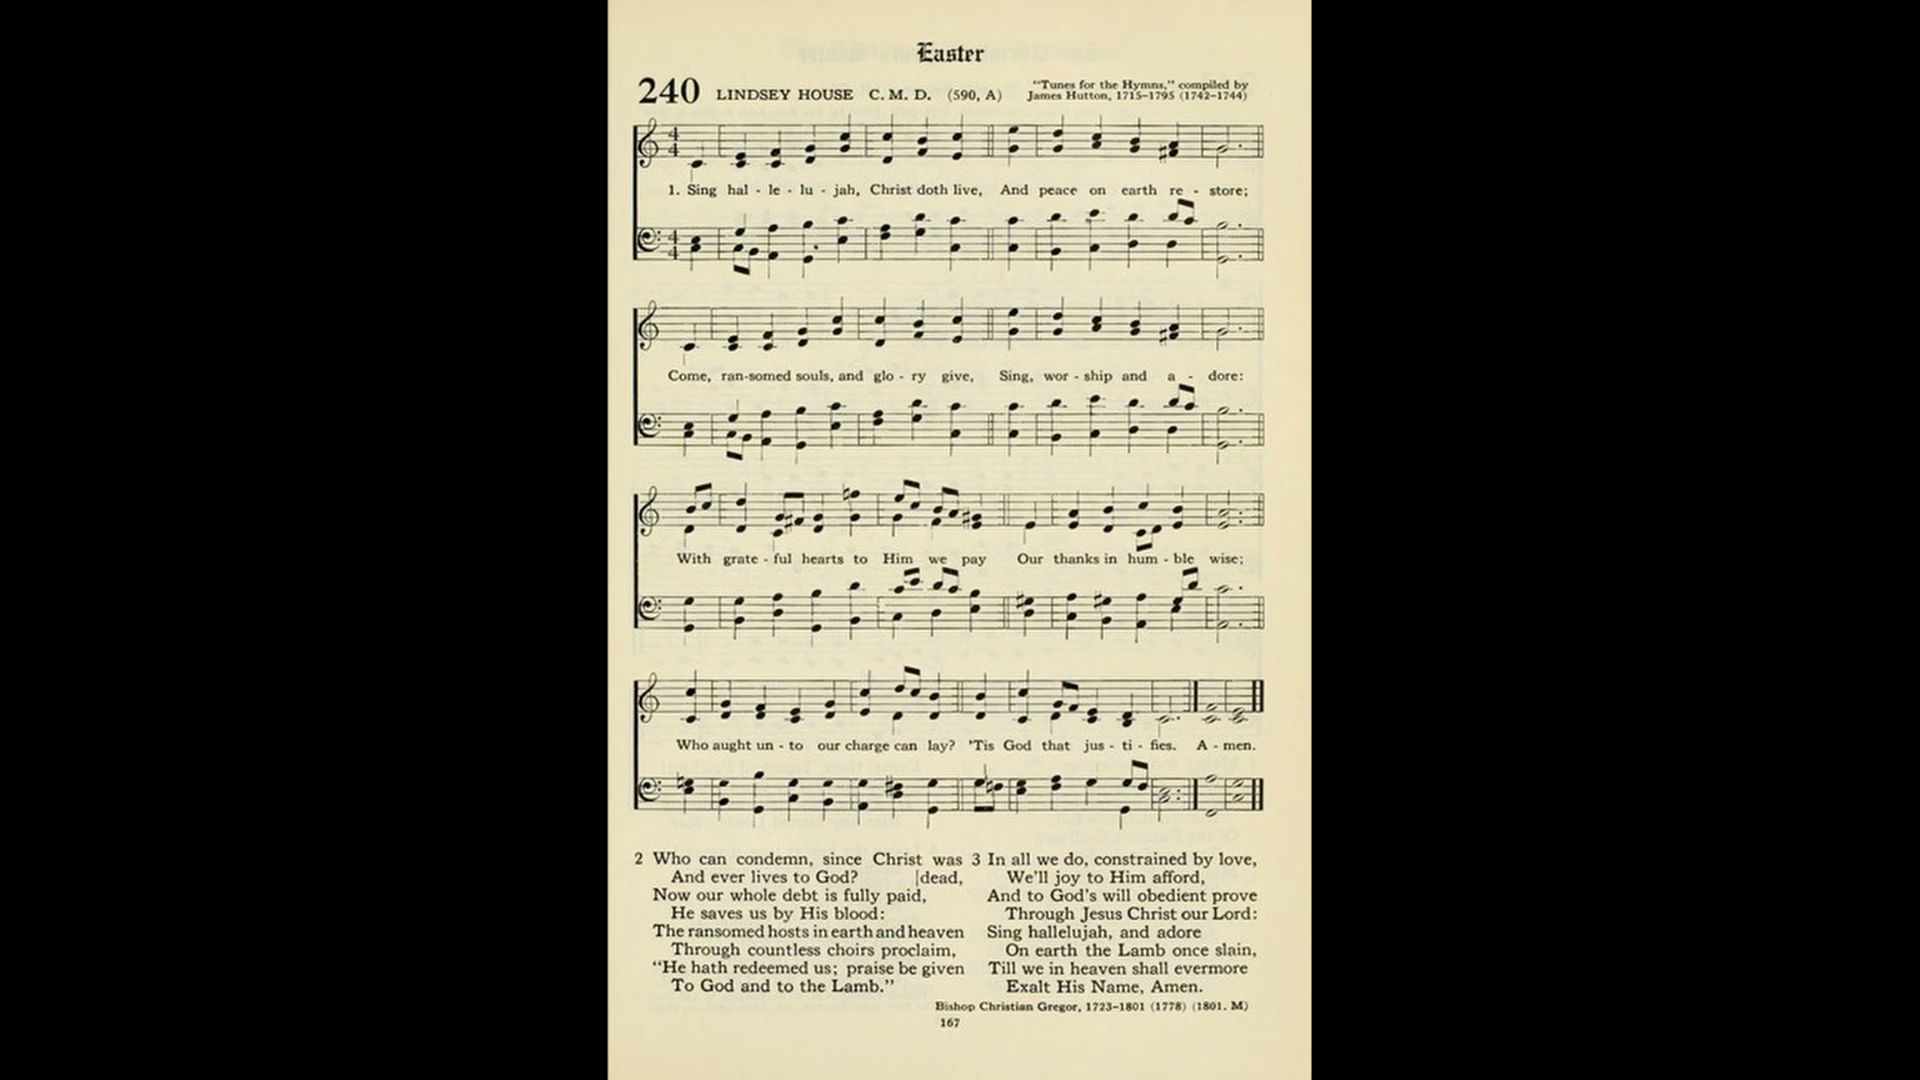 Easter
240 LINDSEY HOUSE C. M. D. (590, A)
"Tunes for the Hymns," compiled by
James Hutton, 1715–1795 (1742–1744)
1. Sing hal - le - lu - jah, Christ doth live, And peace on earth re - store;
Come, ran-somed souls, and glo - ry give, Sing, wor - ship and a - dore:
With grate - ful hearts to Him we pay Our thanks in hum - ble wise;
Who aught un - to our charge can lay? 'Tis God that jus - ti - fies. A - men.
2 Who can condemn, since Christ was
And ever lives to God? [dead,
Now our whole debt is fully paid,
He saves us by His blood:
The ransomed hosts in earth and heaven
Through countless choirs proclaim,
"He hath redeemed us; praise be given
To God and to the Lamb."
3 In all we do, constrained by love,
We'll joy to Him afford,
And to God's will obedient prove
Through Jesus Christ our Lord:
Sing hallelujah, and adore
On earth the Lamb once slain,
Till we in heaven shall evermore
Exalt His Name, Amen.
Bishop Christian Gregor, 1723–1801 (1778) (1801. M)
167